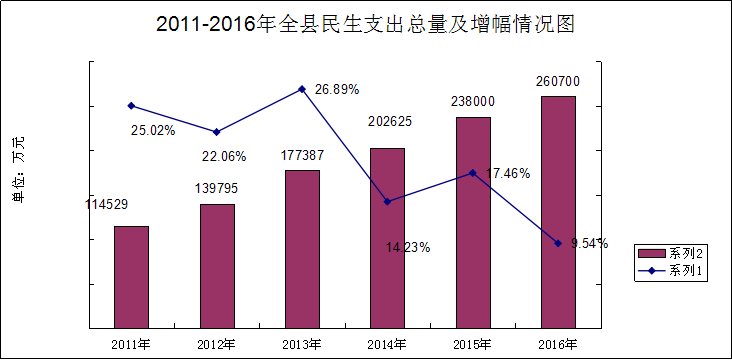 2011-2016年全县民生支出总量及增幅情况图
单位：万元
114529
139795
177387
202625
238000
260700
25.02%
22.06%
26.89%
14.23%
17.46%
9.54%
系列2
系列1
2011年
2012年
2013年
2014年
2015年
2016年